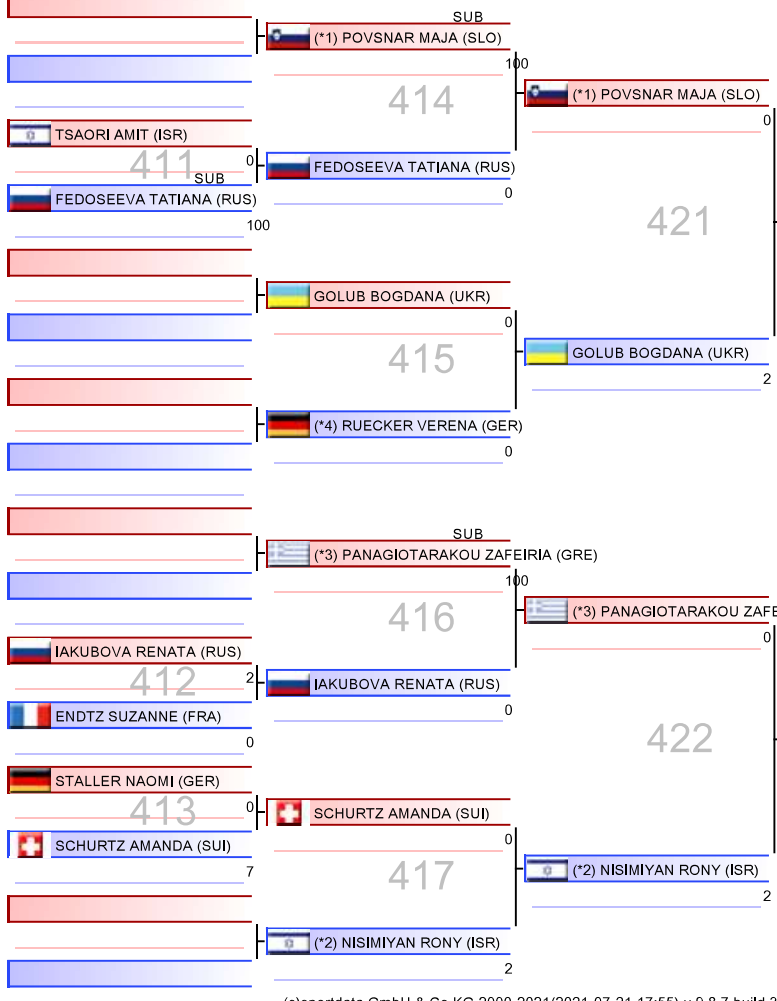 SUB
(*1) POVSNAR MAJA (SLO)
100
414
(*1) POVSNAR MAJA (SLO)
0
TSAORI AMIT (ISR)
411
0
FEDOSEEVA TATIANA (RUS)
SUB
0
FEDOSEEVA TATIANA (RUS)
100
421
GOLUB BOGDANA (UKR)
0
415
GOLUB BOGDANA (UKR)
2
(*4) RUECKER VERENA (GER)
0
SUB
(*3) PANAGIOTARAKOU ZAFEIRIA (GRE)
100
416
(*3) PANAGIOTARAKOU ZAFE
0
IAKUBOVA RENATA (RUS)
412
2
IAKUBOVA RENATA (RUS)
0
ENDTZ SUZANNE (FRA)
0
422
STALLER NAOMI (GER)
413
0
SCHURTZ AMANDA (SUI)
0
SCHURTZ AMANDA (SUI)
7
417
(*2) NISIMIYAN RONY (ISR)
2
(*2) NISIMIYAN RONY (ISR)
2